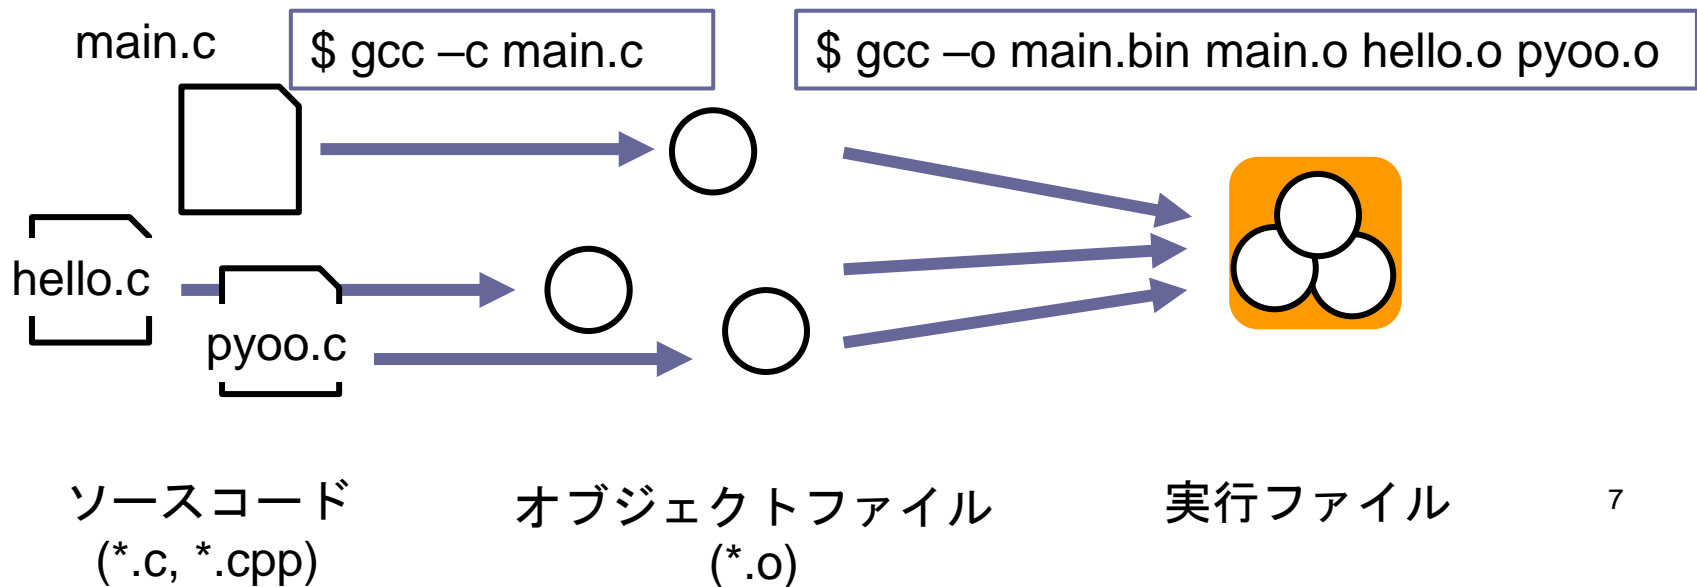 main.c
$ gcc –c main.c
$ gcc –o main.bin main.o hello.o pyoo.o
hello.c
pyoo.c
ソースコード
(*.c, *.cpp)
オブジェクトファイル
(*.o)
実行ファイル
7